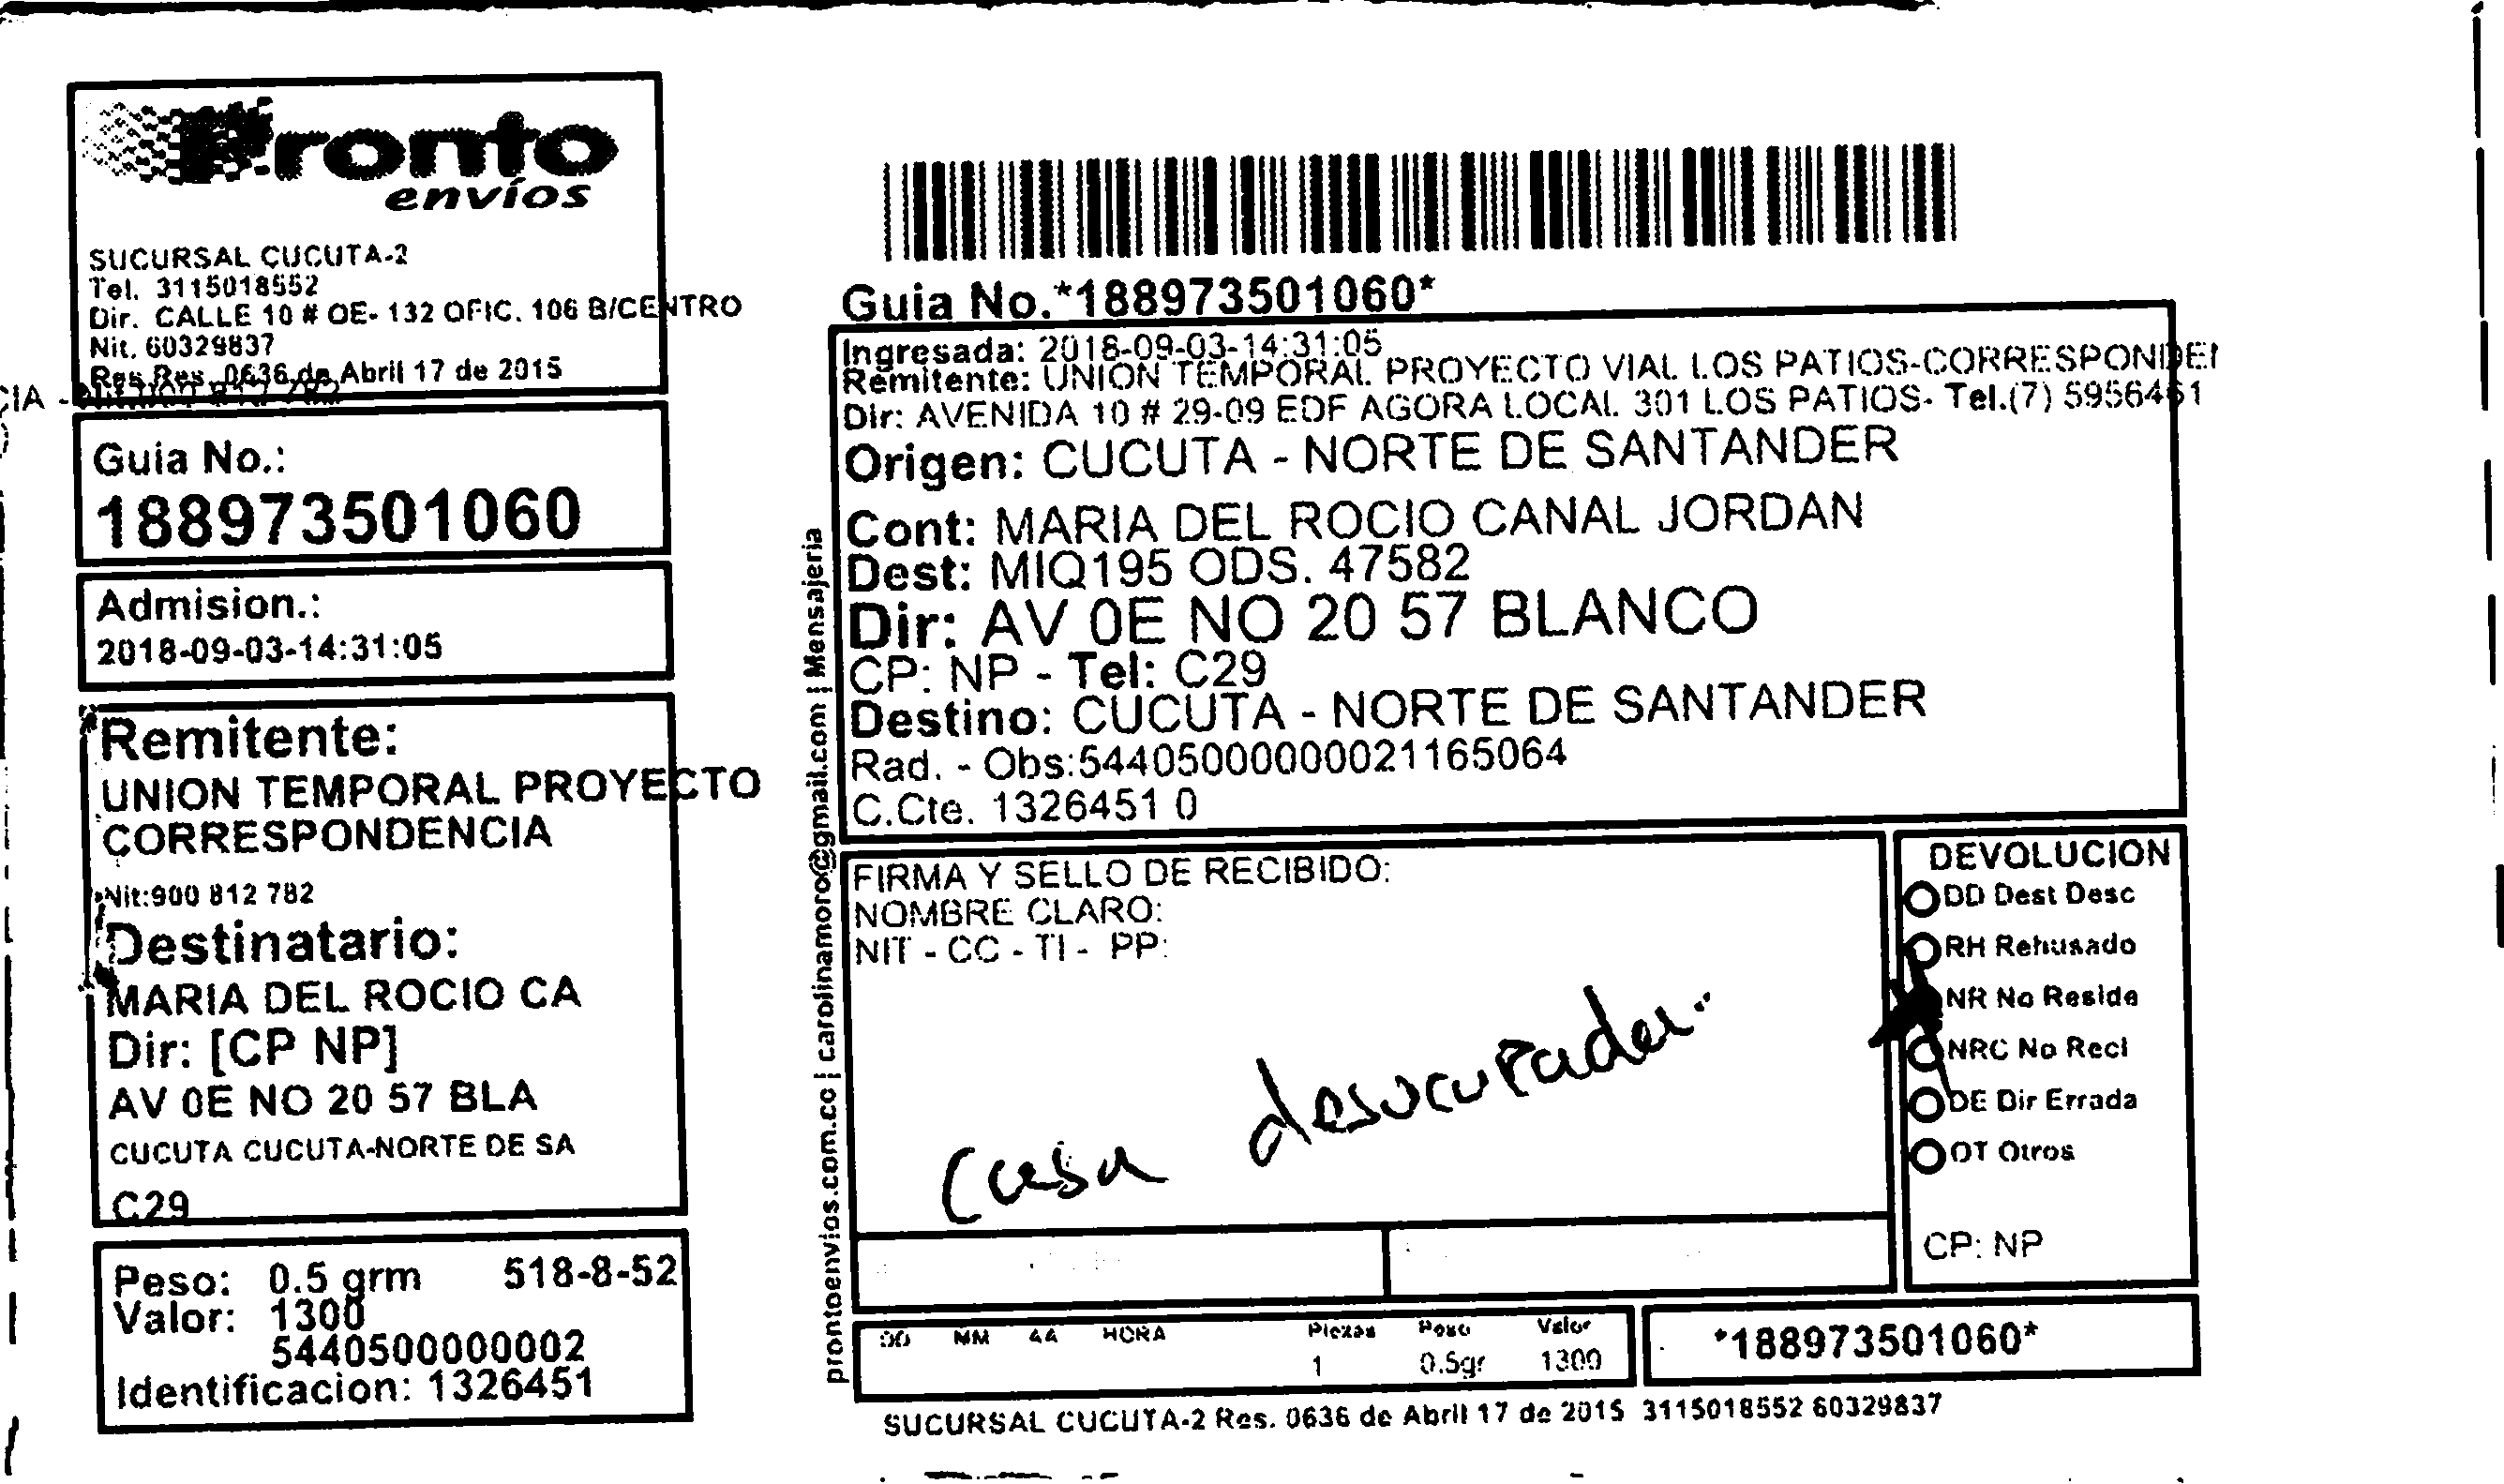 Pronto
envíos
SUCURSAL CUCUTA-2
Tel. 3115018552
Dir. CALLE 10 # OE- 132 OFIC. 106 B/CENTRO
Nit. 60329837
Res 0636 de Abril 17 de 2015
CIA -
Guia No.:
188973501060
Admision.:
2018-09-03-14:31:05
Remitente:
UNION TEMPORAL PROYECTO
CORRESPONDENCIA
Nit:900 812 782
Destinatario:
MARIA DEL ROCIO CA
Dir: [CP NP]
AV 0E NO 20 57 BLA
CUCUTA CUCUTA-NORTE DE SA
C29
Peso: 0.5 grm 518-8-52
Valor: 1300
5440500000002
Identificacion: 1326451
prontoenvios.com.co | carolinamoro@gmail.com | Mensajeria
Guia No.*188973501060*
Ingresada: 2018-09-03-14:31:05
Remitente: UNION TEMPORAL PROYECTO VIAL LOS PATIOS-CORRESPONDEN
Dir: AVENIDA 10 # 29-09 EDF AGORA LOCAL 301 LOS PATIOS- Tel.(7) 5956451
Origen: CUCUTA - NORTE DE SANTANDER
Cont: MARIA DEL ROCIO CANAL JORDAN
Dest: MIQ195 ODS. 47582
Dir: AV 0E NO 20 57 BLANCO
CP: NP - Tel: C29
Destino: CUCUTA - NORTE DE SANTANDER
Rad. - Obs:544050000000021165064
C.Cte. 1326451 0
FIRMA Y SELLO DE RECIBIDO:
NOMBRE CLARO:
NIT - CC - TI - PP:
Casa desocupada.
DEVOLUCION
DD Dest Desc
RH Rehusado
NR No Reside
NRC No Recl
DE Dir Errada
OT Otros
CP: NP
DD MM AA HORA Piezas Peso Valor
1 0.5gr 1300
*188973501060*
SUCURSAL CUCUTA-2 Res. 0636 de Abril 17 de 2015 3115018552 60329837